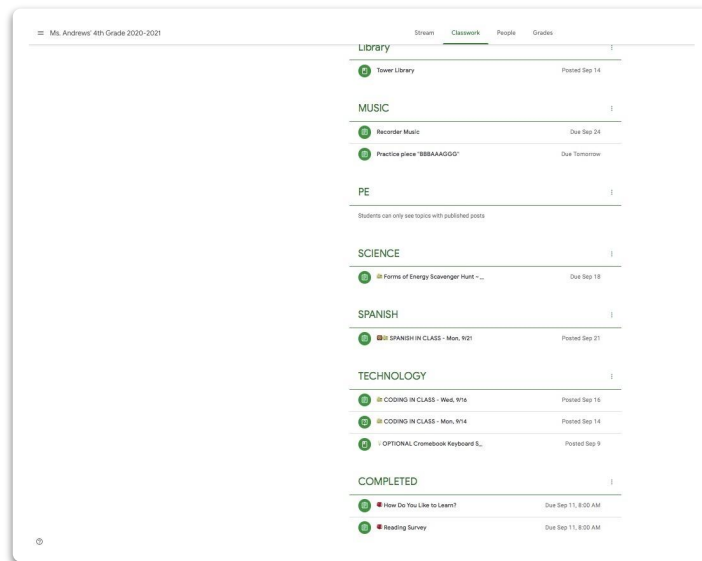 Ms. Andrews' 4th Grade 2020-2021
Stream Classwork People Grades
Library
Tower Library Posted Sep 14
MUSIC
Recorder Music Due Sep 24
Practice piece "BBBAAAGGG" Due Tomorrow
PE
Students can only see topics with published posts
SCIENCE
Forms of Energy Scavenger Hunt - ... Due Sep 18
SPANISH
SPANISH IN CLASS - Mon, 9/21 Posted Sep 21
TECHNOLOGY
CODING IN CLASS - Wed, 9/16 Posted Sep 16
CODING IN CLASS - Mon, 9/14 Posted Sep 14
OPTIONAL Cromebook Keyboard S... Posted Sep 9
COMPLETED
How Do You Like to Learn? Due Sep 11, 8:00 AM
Reading Survey Due Sep 11, 8:00 AM